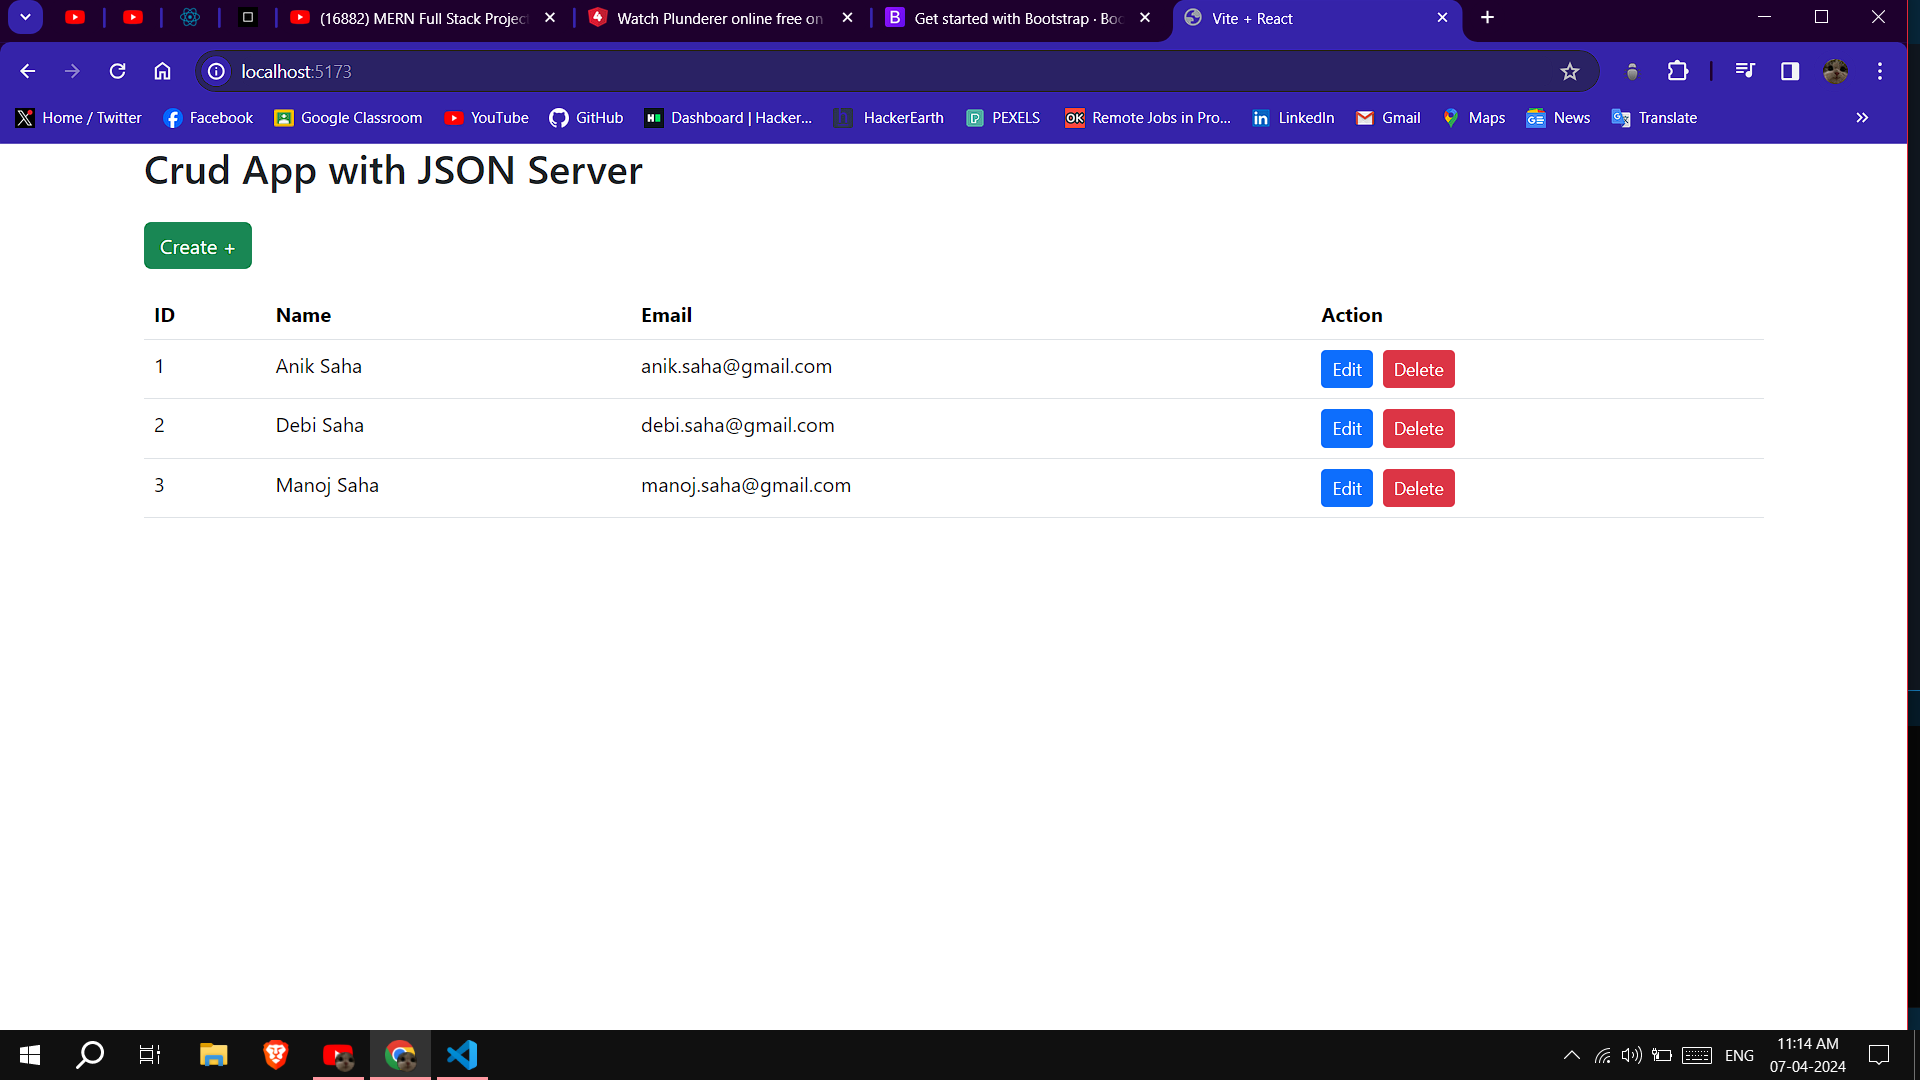 (16882) MERN Full Stack Projec
Watch Plunderer online free on
Get started with Bootstrap · Boo
Vite + React
localhost:5173
Home / Twitter
Facebook
Google Classroom
YouTube
GitHub
Dashboard | Hacker...
HackerEarth
PEXELS
Remote Jobs in Pro...
LinkedIn
Gmail
Maps
News
Translate
Crud App with JSON Server
Create +
ID Name Email Action
1 Anik Saha anik.saha@gmail.com Edit Delete
2 Debi Saha debi.saha@gmail.com Edit Delete
3 Manoj Saha manoj.saha@gmail.com Edit Delete
ENG
11:14 AM
07-04-2024